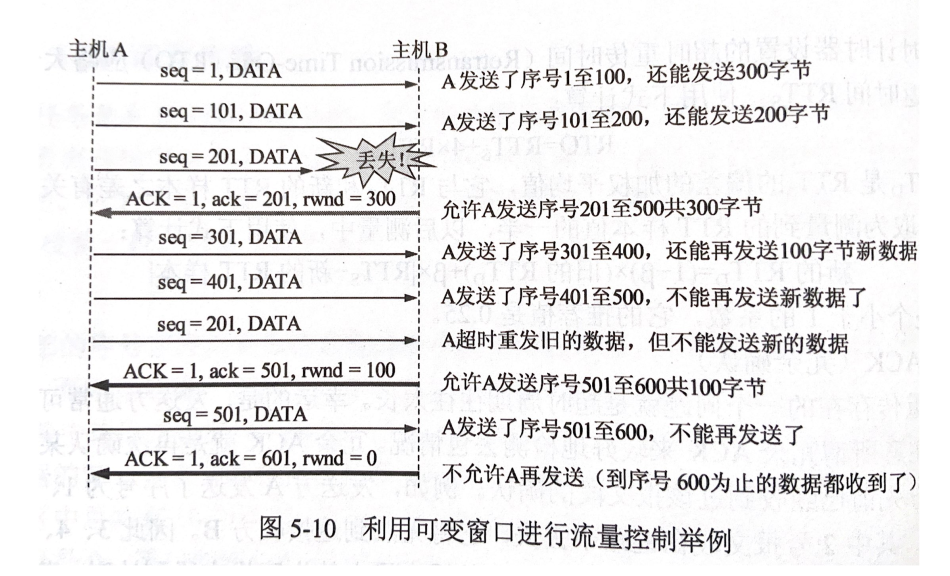 主机A 主机B
seq = 1, DATA A发送了序号1至100，还能发送300字节
seq = 101, DATA A发送了序号101至200，还能发送200字节
seq = 201, DATA 丢失!
ACK = 1, ack = 201, rwnd = 300 允许A发送序号201至500共300字节
seq = 301, DATA A发送了序号301至400，还能再发送100字节新数据
seq = 401, DATA A发送了序号401至500，不能再发送新数据了
seq = 201, DATA A超时重发旧的数据，但不能发送新的数据
ACK = 1, ack = 501, rwnd = 100 允许A发送序号501至600共100字节
seq = 501, DATA A发送了序号501至600，不能再发送了
ACK = 1, ack = 601, rwnd = 0 不允许A再发送（到序号 600为止的数据都收到了）
图 5-10 利用可变窗口进行流量控制举例